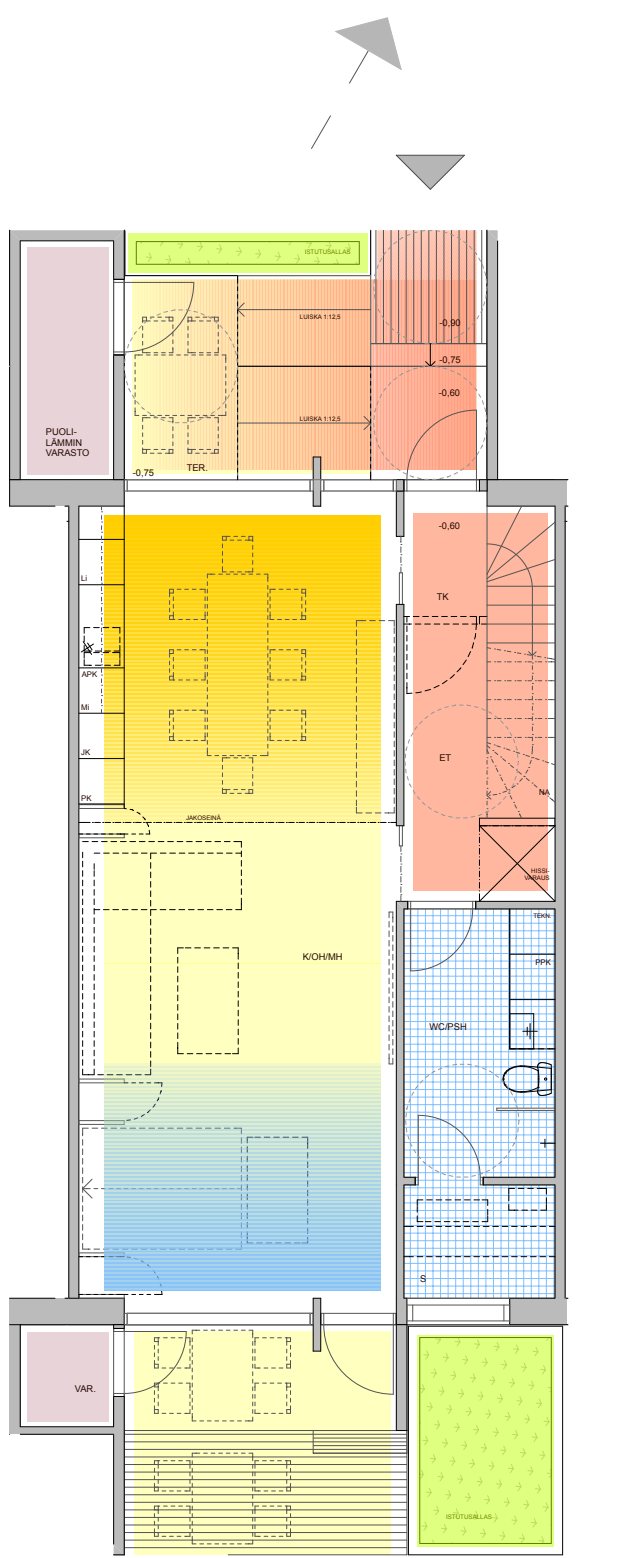 ISTUTUSALLAS
LUISKA 1:12,5
-0,90
-0,75
-0,60
LUISKA 1:12,5
PUOLI-
LÄMMIN
VARASTO
-0,75
TER.
-0,60
Li
TK
APK
Mi
JK
ET
PK
NA
JAKOSEINÄ
HISSI-
VARAUS
TEKN.
K/OH/MH
PPK
WC/PSH
S
VAR.
ISTUTUSALLAS